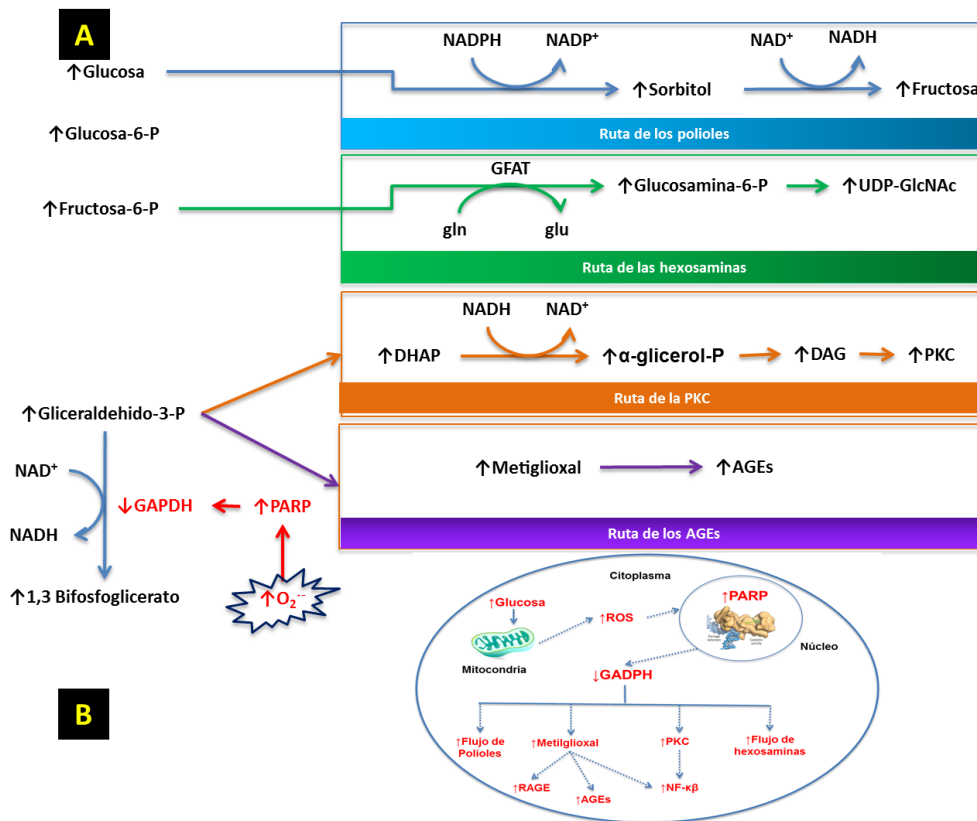 A
NADPH
NADP⁺
NAD⁺
NADH
↑Glucosa
↑Sorbitol
↑Fructosa
Ruta de los polioles
↑Glucosa-6-P
GFAT
↑Fructosa-6-P
↑Glucosamina-6-P
↑UDP-GlcNAc
gln
glu
Ruta de las hexosaminas
NADH
NAD⁺
↑DHAP
↑α-glicerol-P
↑DAG
↑PKC
Ruta de la PKC
↑Gliceraldehido-3-P
↑Metiglioxal
↑AGEs
Ruta de los AGEs
NAD⁺
↓GAPDH
↑PARP
NADH
↑1,3 Bifosfoglicerato
↑O₂·⁻
B
Citoplasma
↑Glucosa
↑ROS
↑PARP
Mitocondria
Núcleo
↓GADPH
↑Flujo de
Polioles
↑Metilglioxal
↑PKC
↑Flujo de
hexosaminas
↑RAGE
↑AGEs
↑NF-κβ